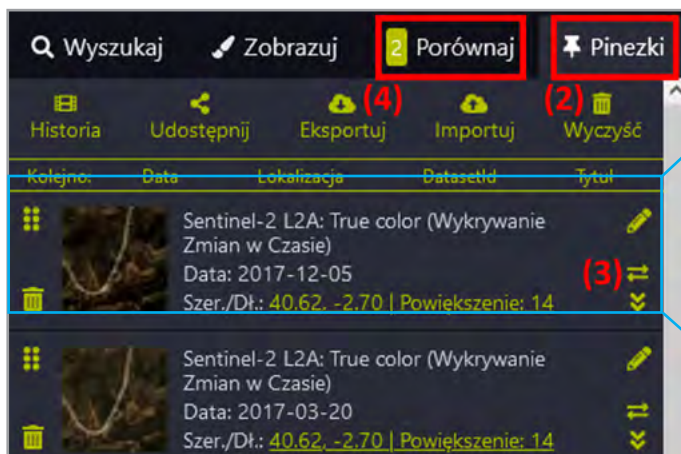 Wyszukaj Zobrazuj 2 Porównaj Pinezki
(4) (2)
Historia Udostępnij Eksportuj Importuj Wyczyść
Kolejno: Data Lokalizacja DatasetId Tytuł
Sentinel-2 L2A: True color (Wykrywanie
Zmian w Czasie)
Data: 2017-12-05 (3)
Szer./Dł.: 40.62, -2.70 | Powiększenie: 14
Sentinel-2 L2A: True color (Wykrywanie
Zmian w Czasie)
Data: 2017-03-20
Szer./Dł.: 40.62, -2.70 | Powiększenie: 14